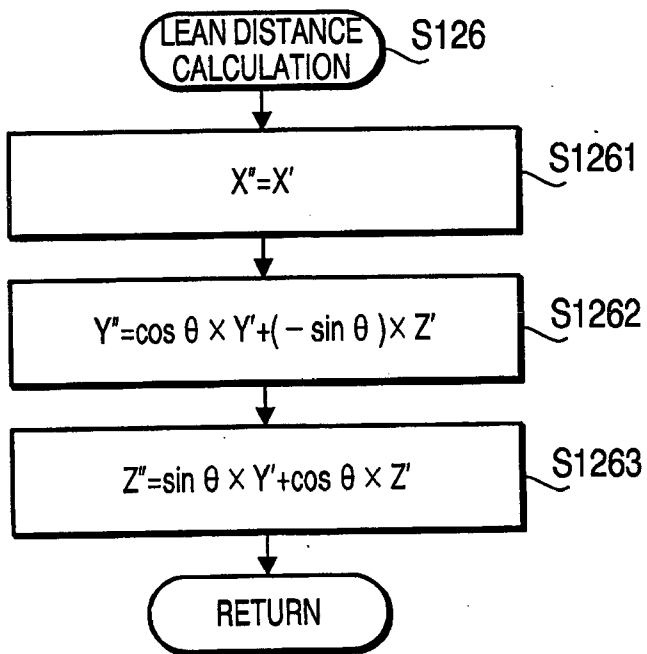 LEAN DISTANCE
CALCULATION
S126
X"=X'
S1261
Y"=cos θ × Y'+(− sin θ) × Z'
S1262
Z"=sin θ × Y'+cos θ × Z'
S1263
RETURN